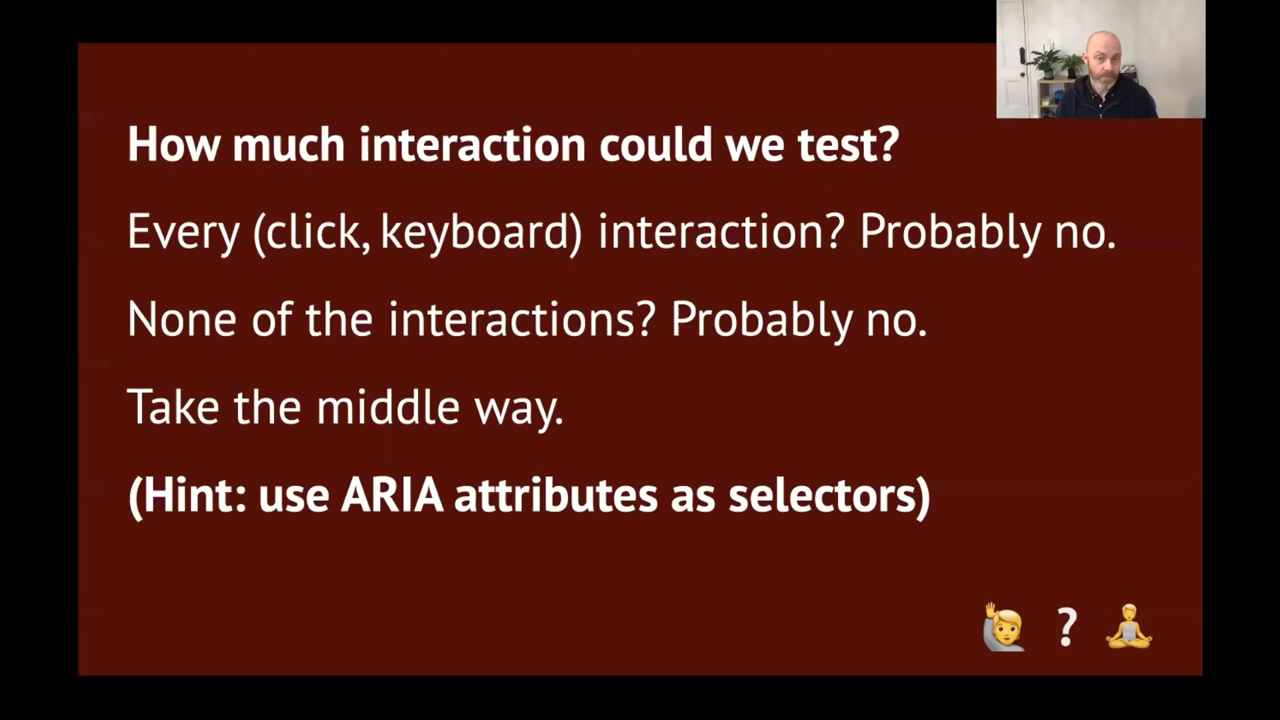 How much interaction could we test?
Every (click, keyboard) interaction? Probably no.
None of the interactions? Probably no.
Take the middle way.
(Hint: use ARIA attributes as selectors)
?